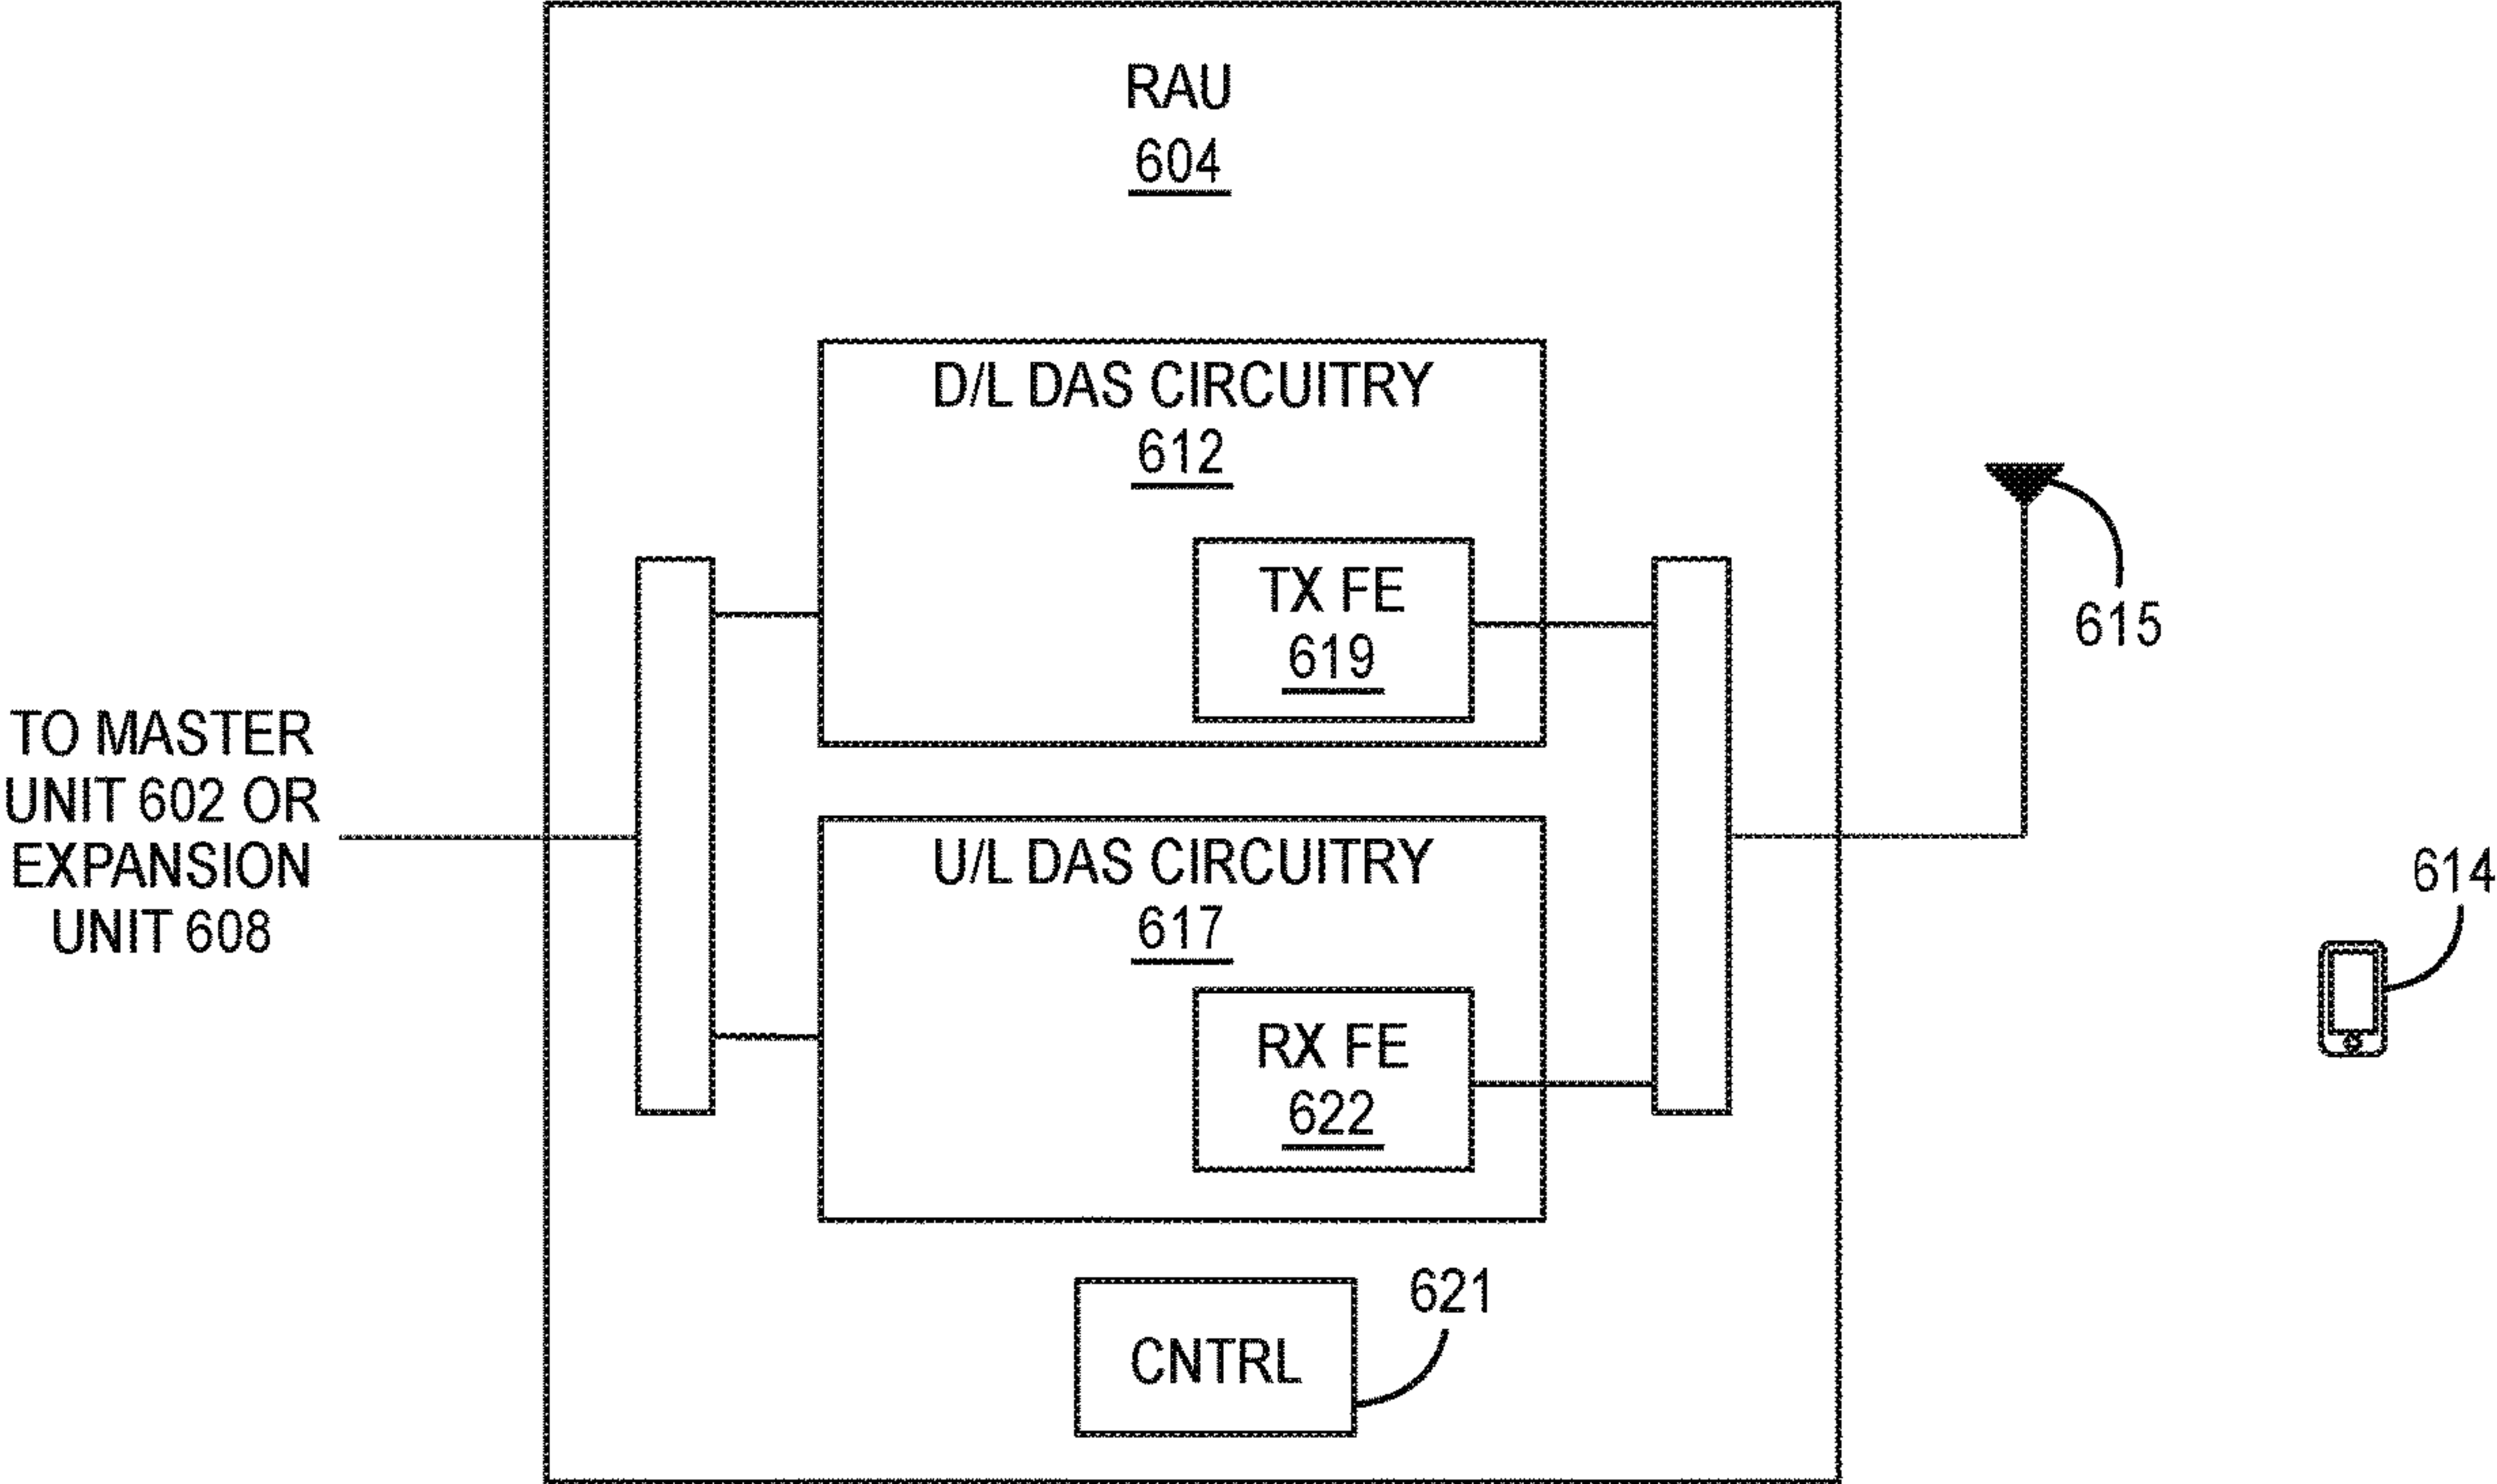 RAU
604
D/L DAS CIRCUITRY
612
TX FE
619
615
TO MASTER
UNIT 602 OR
EXPANSION
UNIT 608
U/L DAS CIRCUITRY
617
RX FE
622
614
621
CNTRL